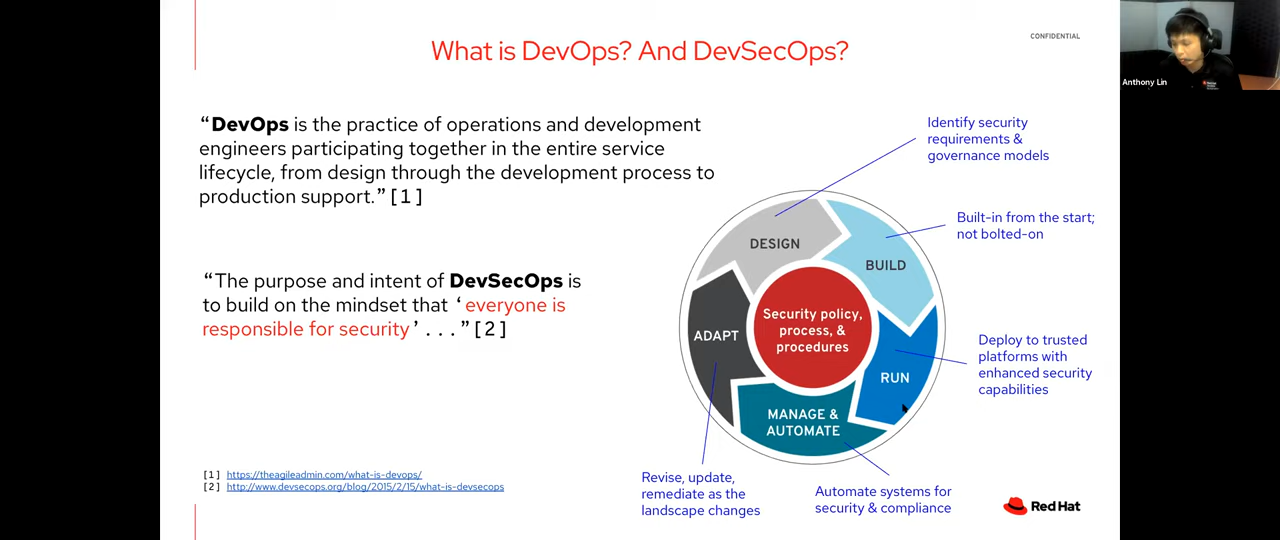 CONFIDENTIAL
What is DevOps? And DevSecOps?
Anthony Lin
“DevOps is the practice of operations and development
engineers participating together in the entire service
lifecycle, from design through the development process to
production support.”[1]
“The purpose and intent of DevSecOps is
to build on the mindset that ‘everyone is
responsible for security’...”[2]
[1] https://theagileadmin.com/what-is-devops/
[2] http://www.devsecops.org/blog/2015/2/15/what-is-devsecops
Identify security
requirements &
governance models
DESIGN
Built-in from the start;
not bolted-on
BUILD
Security policy,
process, &
procedures
Deploy to trusted
platforms with
enhanced security
capabilities
RUN
MANAGE &
AUTOMATE
Automate systems for
security & compliance
ADAPT
Revise, update,
remediate as the
landscape changes
Red Hat